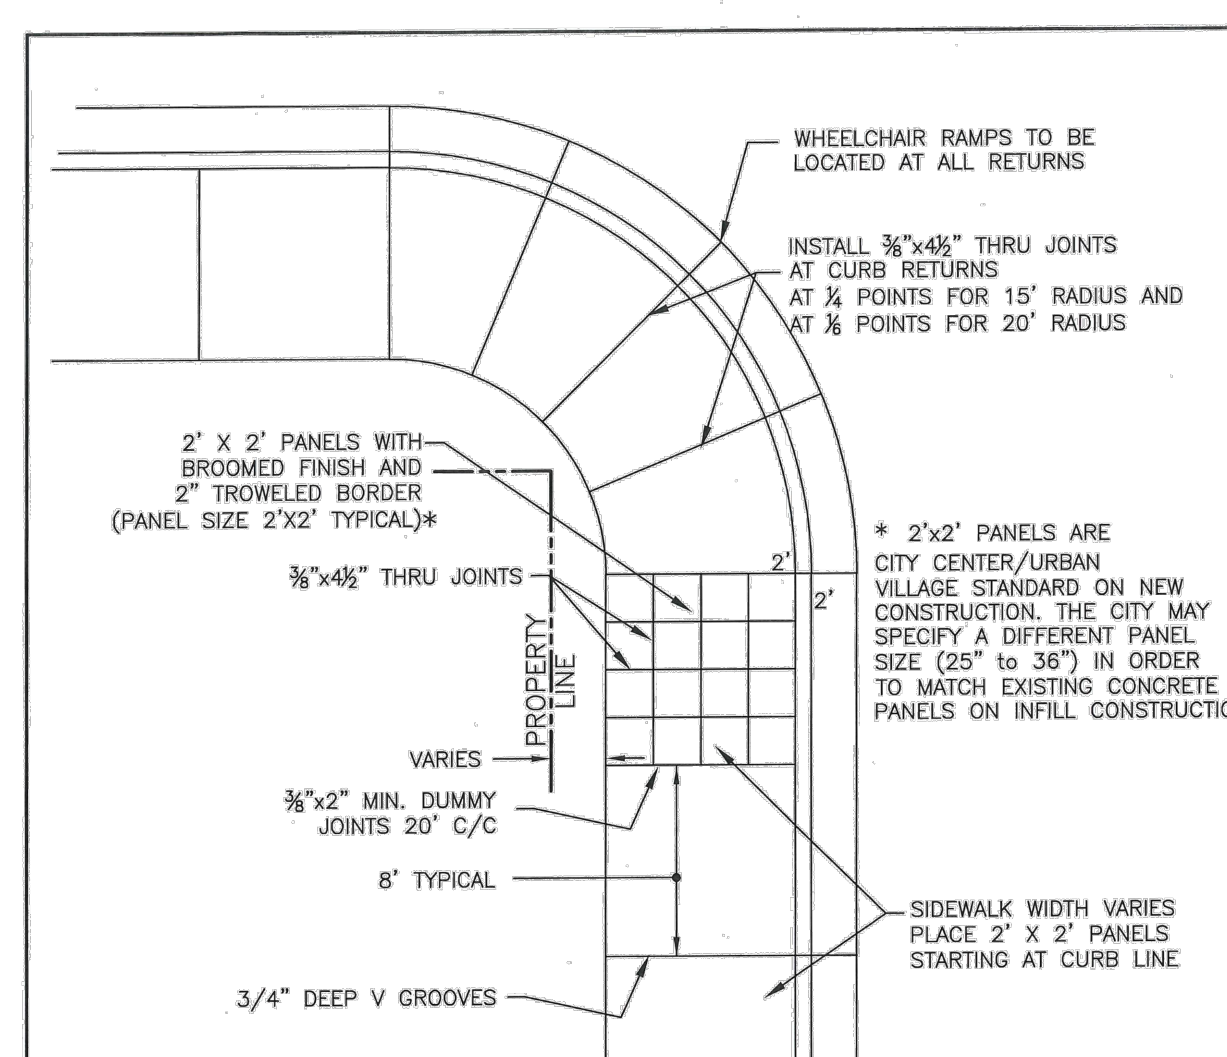 WHEELCHAIR RAMPS TO BE
LOCATED AT ALL RETURNS
INSTALL ⅜"x4½" THRU JOINTS
AT CURB RETURNS
AT ¼ POINTS FOR 15' RADIUS AND
AT ⅙ POINTS FOR 20' RADIUS
2' X 2' PANELS WITH
BROOMED FINISH AND
2" TROWELED BORDER
(PANEL SIZE 2'X2' TYPICAL)*
⅜"x4½" THRU JOINTS
2'
2'
* 2'x2' PANELS ARE
CITY CENTER/URBAN
VILLAGE STANDARD ON NEW
CONSTRUCTION. THE CITY MAY
SPECIFY A DIFFERENT PANEL
SIZE (25" to 36") IN ORDER
TO MATCH EXISTING CONCRETE
PANELS ON INFILL
PROPERTY
LINE
VARIES
⅜"x2" MIN. DUMMY
JOINTS 20' C/C
8' TYPICAL
SIDEWALK WIDTH VARIES
PLACE 2' X 2' PANELS
STARTING AT CURB LINE
3/4" DEEP V GROOVES